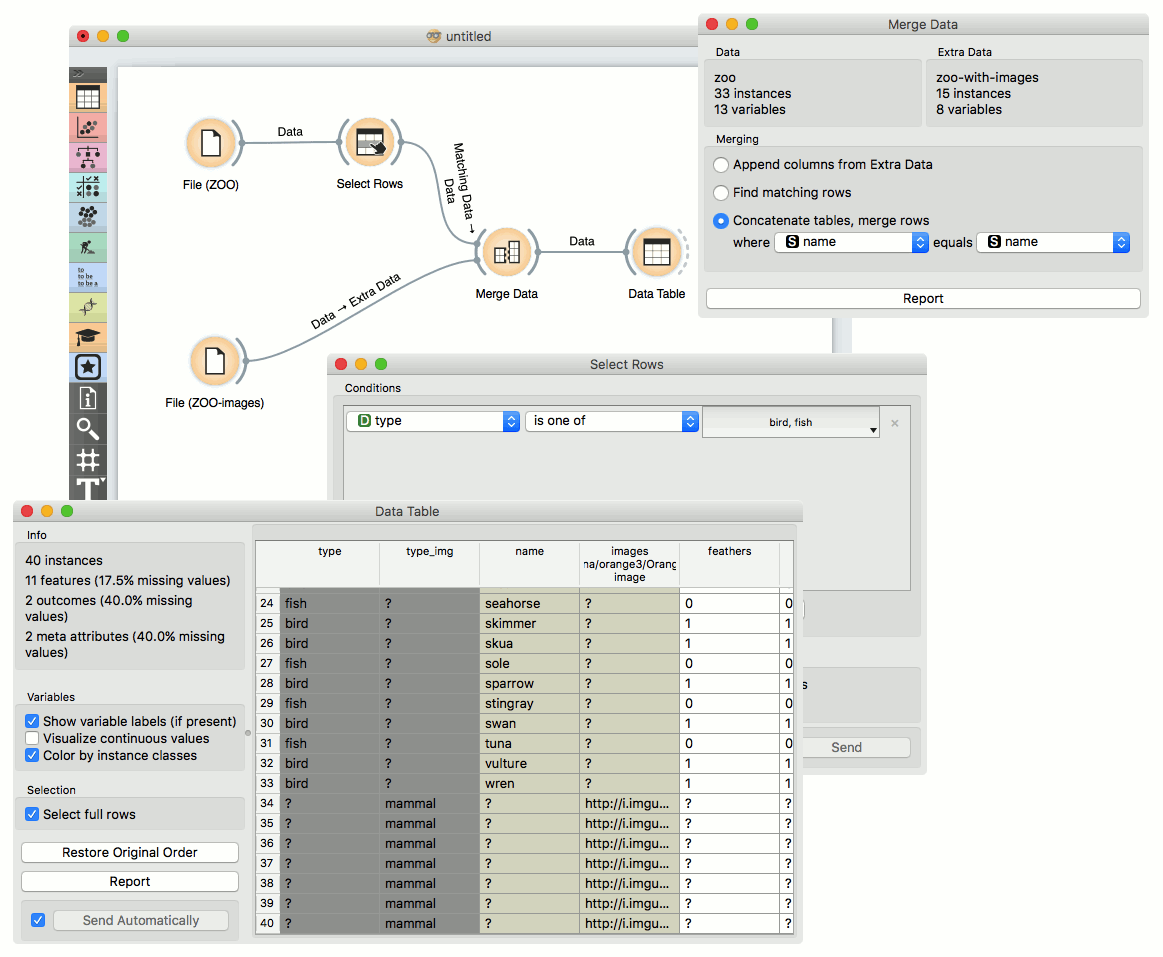 untitled
Data
File (ZOO)
Select Rows
Matching Data →
Data
Data
Merge Data
Data Table
Data → Extra Data
File (ZOO-images)
to
to be
to be a
T
Merge Data
Data
Extra Data
zoo
zoo-with-images
33 instances
15 instances
13 variables
8 variables
Merging
Append columns from Extra Data
Find matching rows
Concatenate tables, merge rows
where S name equals S name
Report
Select Rows
Conditions
D type is one of bird, fish ×
s
Send
Data Table
Info
40 instances
11 features (17.5% missing values)
2 outcomes (40.0% missing
values)
2 meta attributes (40.0% missing
values)
Variables
Show variable labels (if present)
Visualize continuous values
Color by instance classes
Selection
Select full rows
Restore Original Order
Report
Send Automatically
type type_img name images feathers
na/orange3/Orang
image
24 fish ? seahorse ? 0 0
25 bird ? skimmer ? 1 1
26 bird ? skua ? 1 1
27 fish ? sole ? 0 0
28 bird ? sparrow ? 1 1
29 fish ? stingray ? 0 0
30 bird ? swan ? 1 1
31 fish ? tuna ? 0 0
32 bird ? vulture ? 1 1
33 bird ? wren ? 1 1
34 ? mammal ? http://i.imgu... ? ?
35 ? mammal ? http://i.imgu... ? ?
36 ? mammal ? http://i.imgu... ? ?
37 ? mammal ? http://i.imgu... ? ?
38 ? mammal ? http://i.imgu... ? ?
39 ? mammal ? http://i.imgu... ? ?
40 ? mammal ? http://i.imgu... ? ?